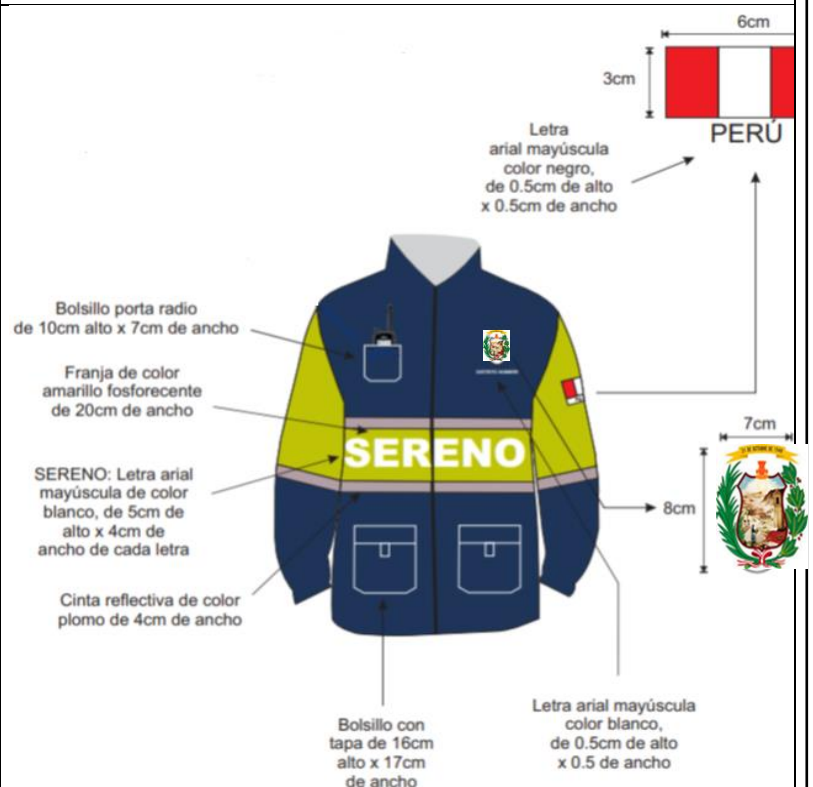 6cm
3cm
PERÚ
Letra
arial mayúscula
color negro,
de 0.5cm de alto
x 0.5cm de ancho
Bolsillo porta radio
de 10cm alto x 7cm de ancho
Franja de color
amarillo fosforecente
de 20cm de ancho
SERENO
7cm
8cm
SERENO: Letra arial
mayúscula de color
blanco, de 5cm de
alto x 4cm de
ancho de cada letra
Cinta reflectiva de color
plomo de 4cm de ancho
Bolsillo con
tapa de 16cm
alto x 17cm
de ancho
Letra arial mayúscula
color blanco,
de 0.5cm de alto
x 0.5 de ancho